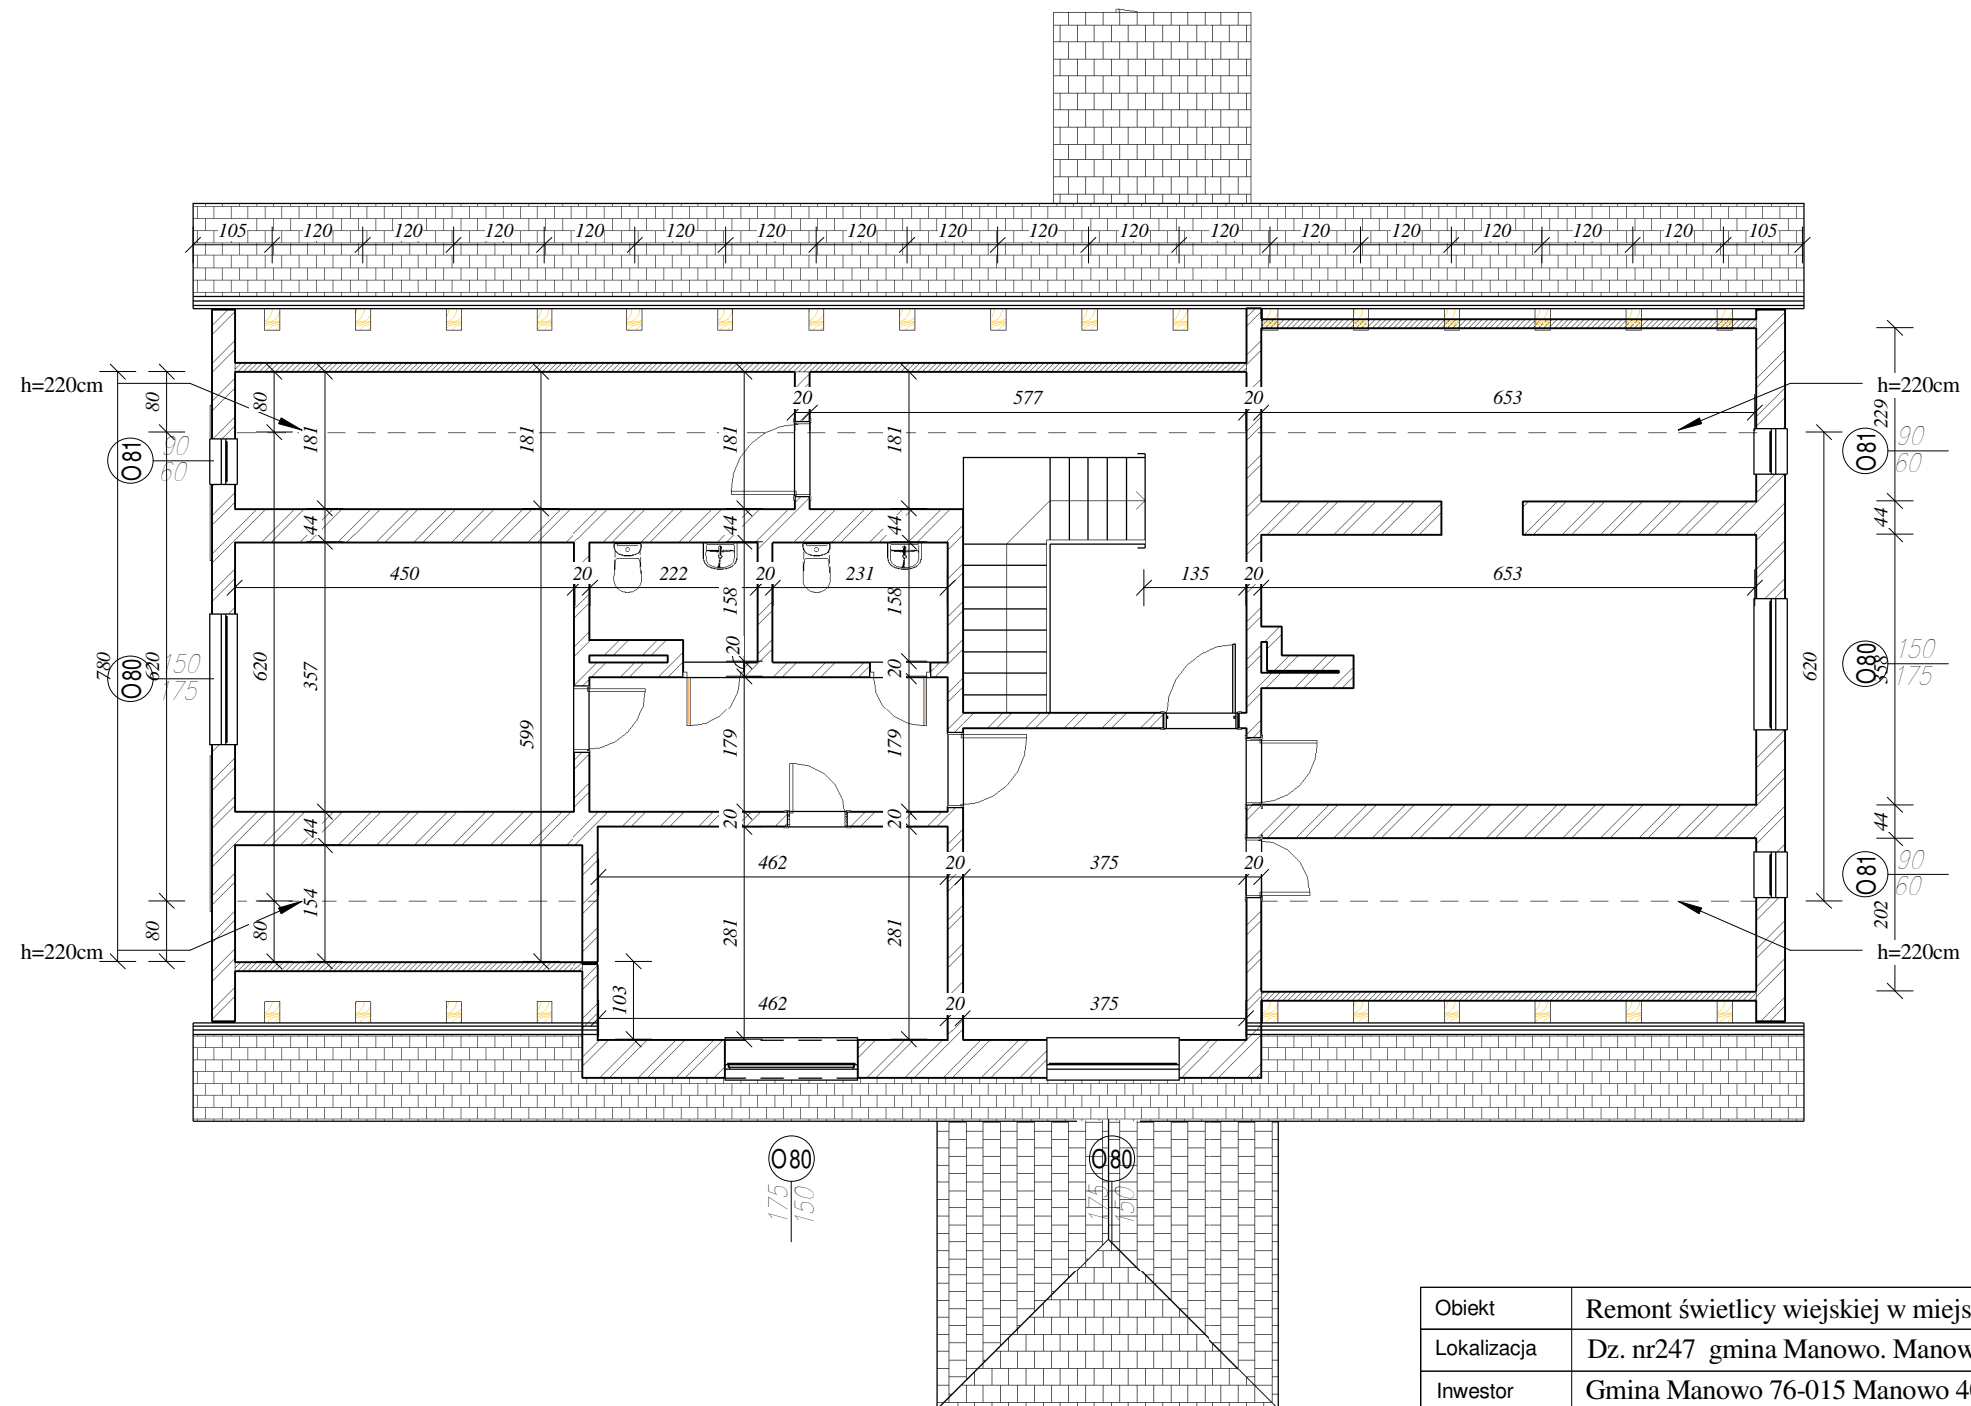 105 120 120 120 120 120 120 120 120 120 120 120 120 120 120 120 120 105
h=220cm 80 80 181 181 181 181 20 577 20 653 229 h=220cm
O81 90 60
O81 90 60
44 44 44 44
450 20 222 20 231 135 20 653
158 158
780 O80 620 150 175 620 357 599 20 20 620 O80 358 150 175
179 179
44 20 20 44
462 20 375 20
O81 90 60
80 80 154 281 281 202
h=220cm h=220cm
103 462 20 375
O80 O80
175 150 175 150
Obiekt Remont świetlicy wiejskiej w miejs
Lokalizacja Dz. nr247 gmina Manowo. Manow
Inwestor Gmina Manowo 76-015 Manowo